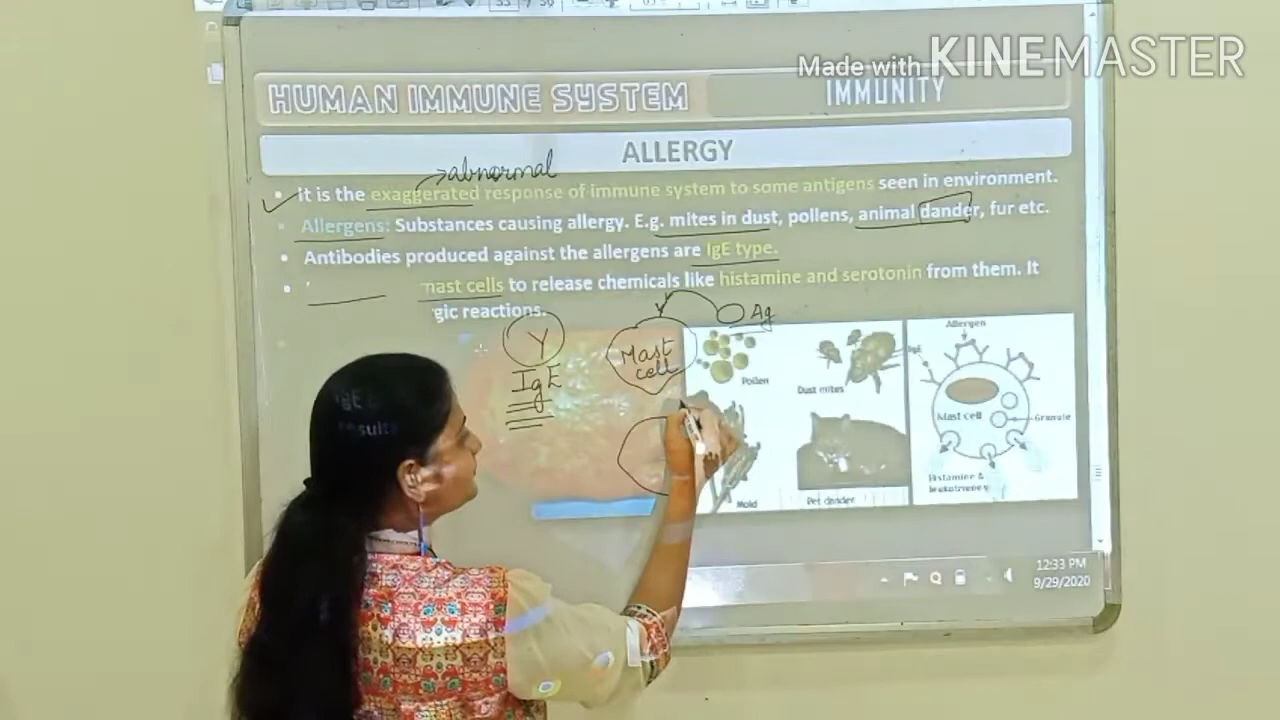 Made with KINEMASTER
HUMAN IMMUNE SYSTEM
IMMUNITY
ALLERGY
abnormal
It is the exaggerated response of immune system to some antigens seen in environment.
Allergens: Substances causing allergy. E.g. mites in dust, pollens, animal dander, fur etc.
Antibodies produced against the allergens are IgE type.
mast cells to release chemicals like histamine and serotonin from them. It
gic reactions.
Ag
Y
IgE
Mast
cell
Pollen
Dust mites
Mold
Pet dander
Allergen
IgE
Mast cell
Granule
Histamine &
leukotrienes
results
12:33 PM
9/29/2020